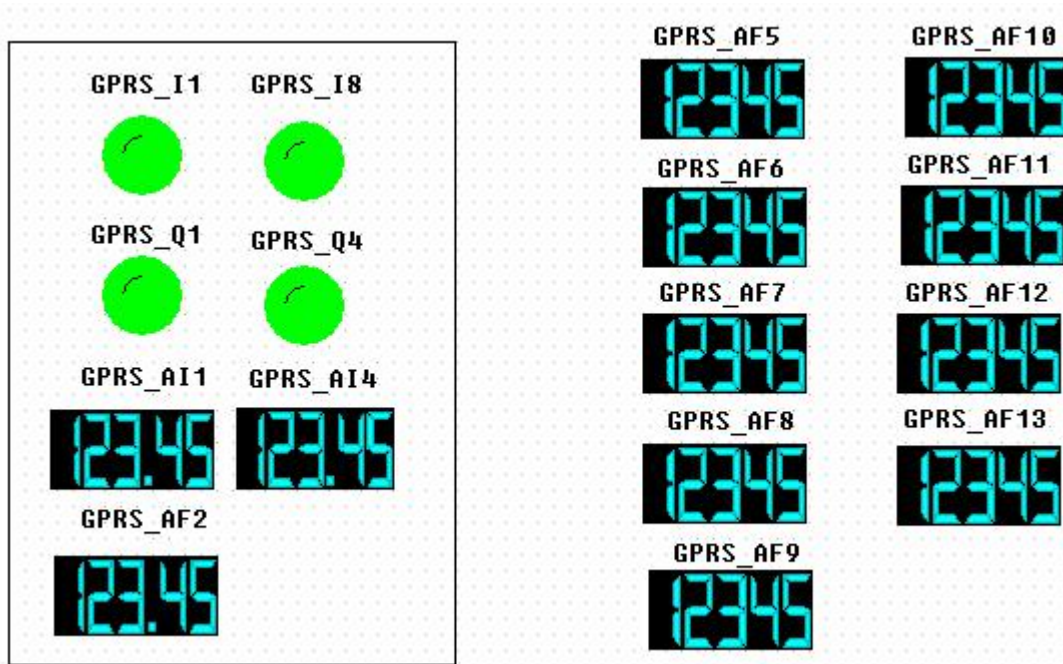 GPRS_I1 GPRS_I8
GPRS_Q1 GPRS_Q4
GPRS_AI1 GPRS_AI4
123.45 123.45
GPRS_AF2
123.45
GPRS_AF5 GPRS_AF10
12345 12345
GPRS_AF6 GPRS_AF11
12345 12345
GPRS_AF7 GPRS_AF12
12345 12345
GPRS_AF8 GPRS_AF13
12345 12345
GPRS_AF9
12345